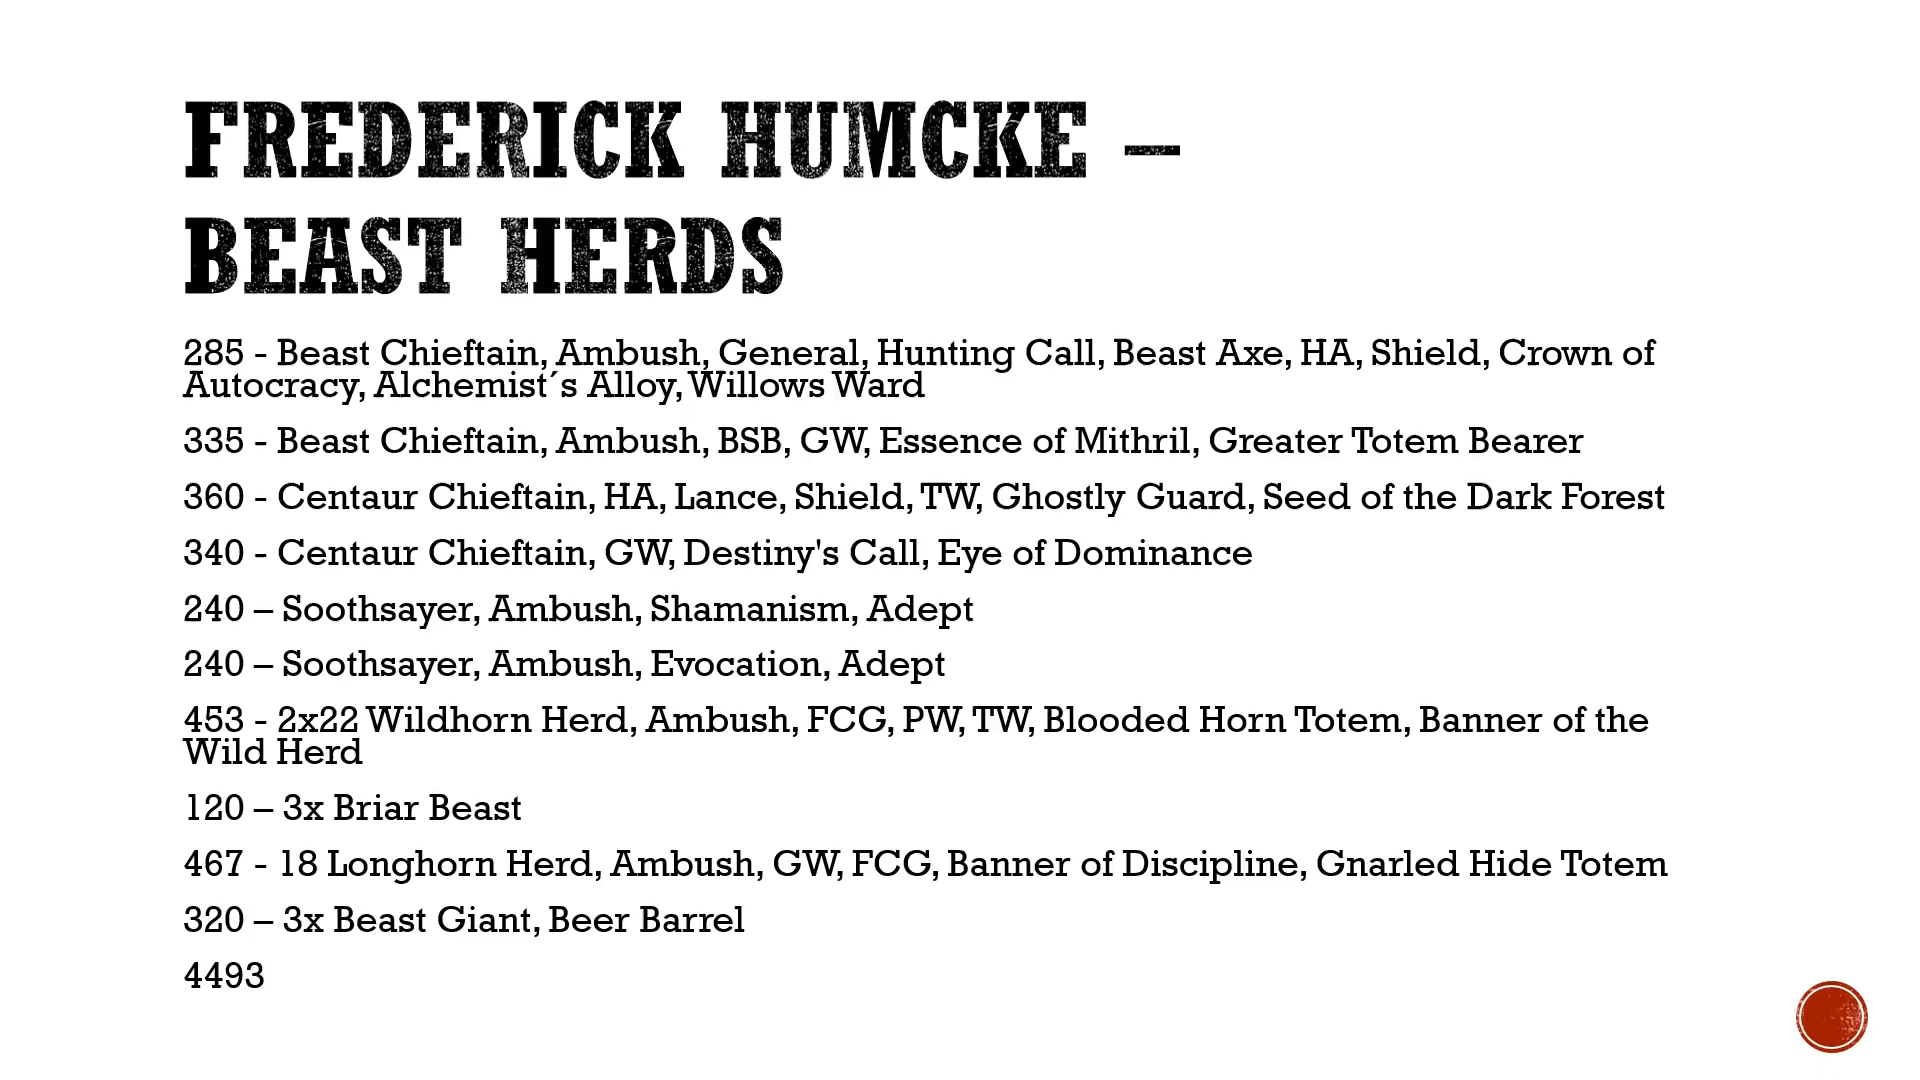 FREDERICK HUMCKE –
BEAST HERDS
285 - Beast Chieftain, Ambush, General, Hunting Call, Beast Axe, HA, Shield, Crown of
Autocracy, Alchemist´s Alloy, Willows Ward
335 - Beast Chieftain, Ambush, BSB, GW, Essence of Mithril, Greater Totem Bearer
360 - Centaur Chieftain, HA, Lance, Shield, TW, Ghostly Guard, Seed of the Dark Forest
340 - Centaur Chieftain, GW, Destiny's Call, Eye of Dominance
240 – Soothsayer, Ambush, Shamanism, Adept
240 – Soothsayer, Ambush, Evocation, Adept
453 - 2x22 Wildhorn Herd, Ambush, FCG, PW, TW, Blooded Horn Totem, Banner of the
Wild Herd
120 – 3x Briar Beast
467 - 18 Longhorn Herd, Ambush, GW, FCG, Banner of Discipline, Gnarled Hide Totem
320 – 3x Beast Giant, Beer Barrel
4493